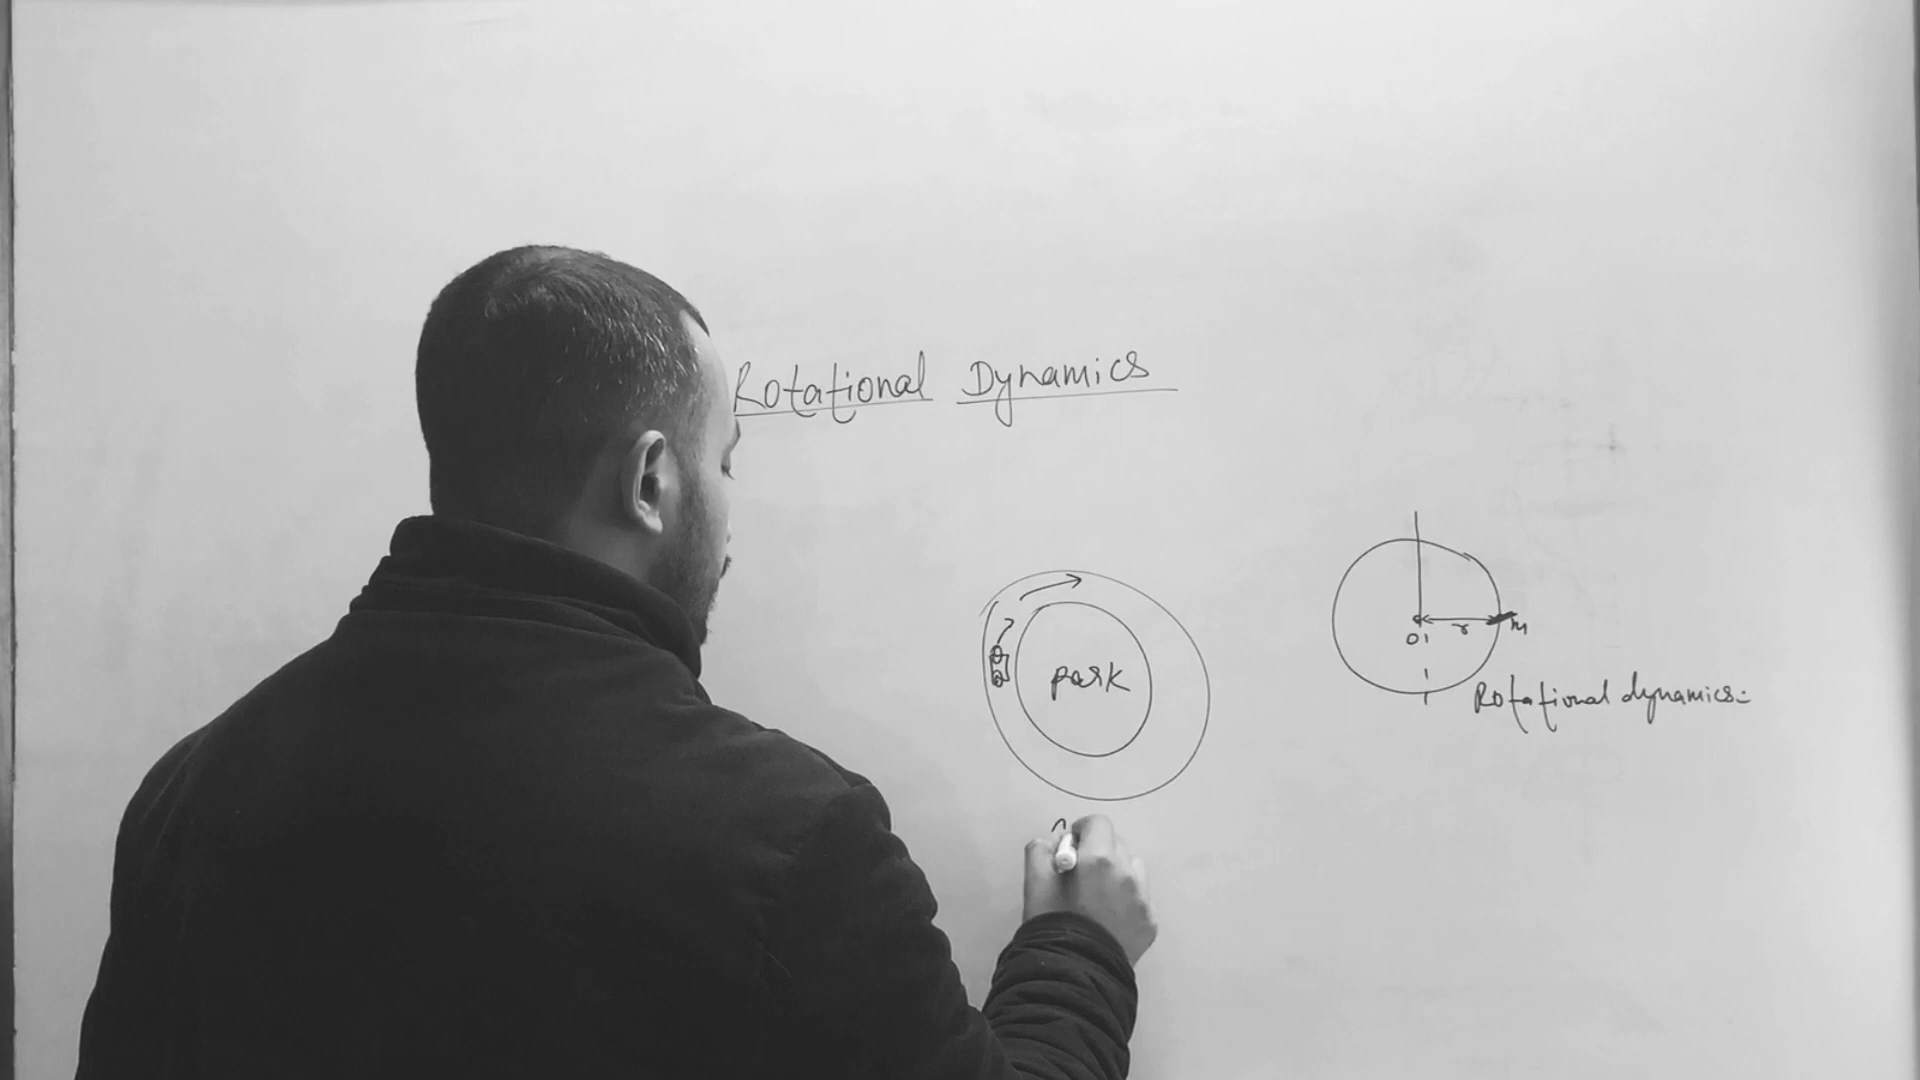 Rotational Dynamics
park
O
r
m
Rotational dynamics: